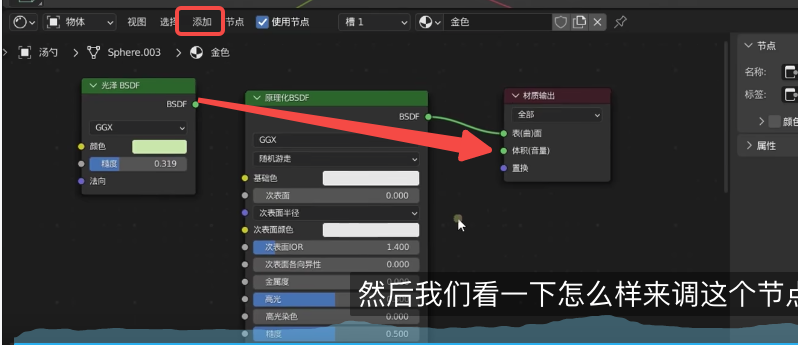 物体 视图 选择 添加 节点 使用节点 槽 1 金色
汤勺 Sphere.003 金色
节点
名称:
标签:
颜色
属性
光泽 BSDF
BSDF
GGX
颜色
糙度 0.319
法向
原理化BSDF
BSDF
GGX
随机游走
基础色
次表面 0.000
次表面半径
次表面颜色
次表面IOR 1.400
次表面各向异性 0.000
金属度
高光
高光染色 0.000
糙度 0.500
材质输出
全部
表(曲)面
体积(音量)
置换
然后我们看一下怎么样来调这个节点